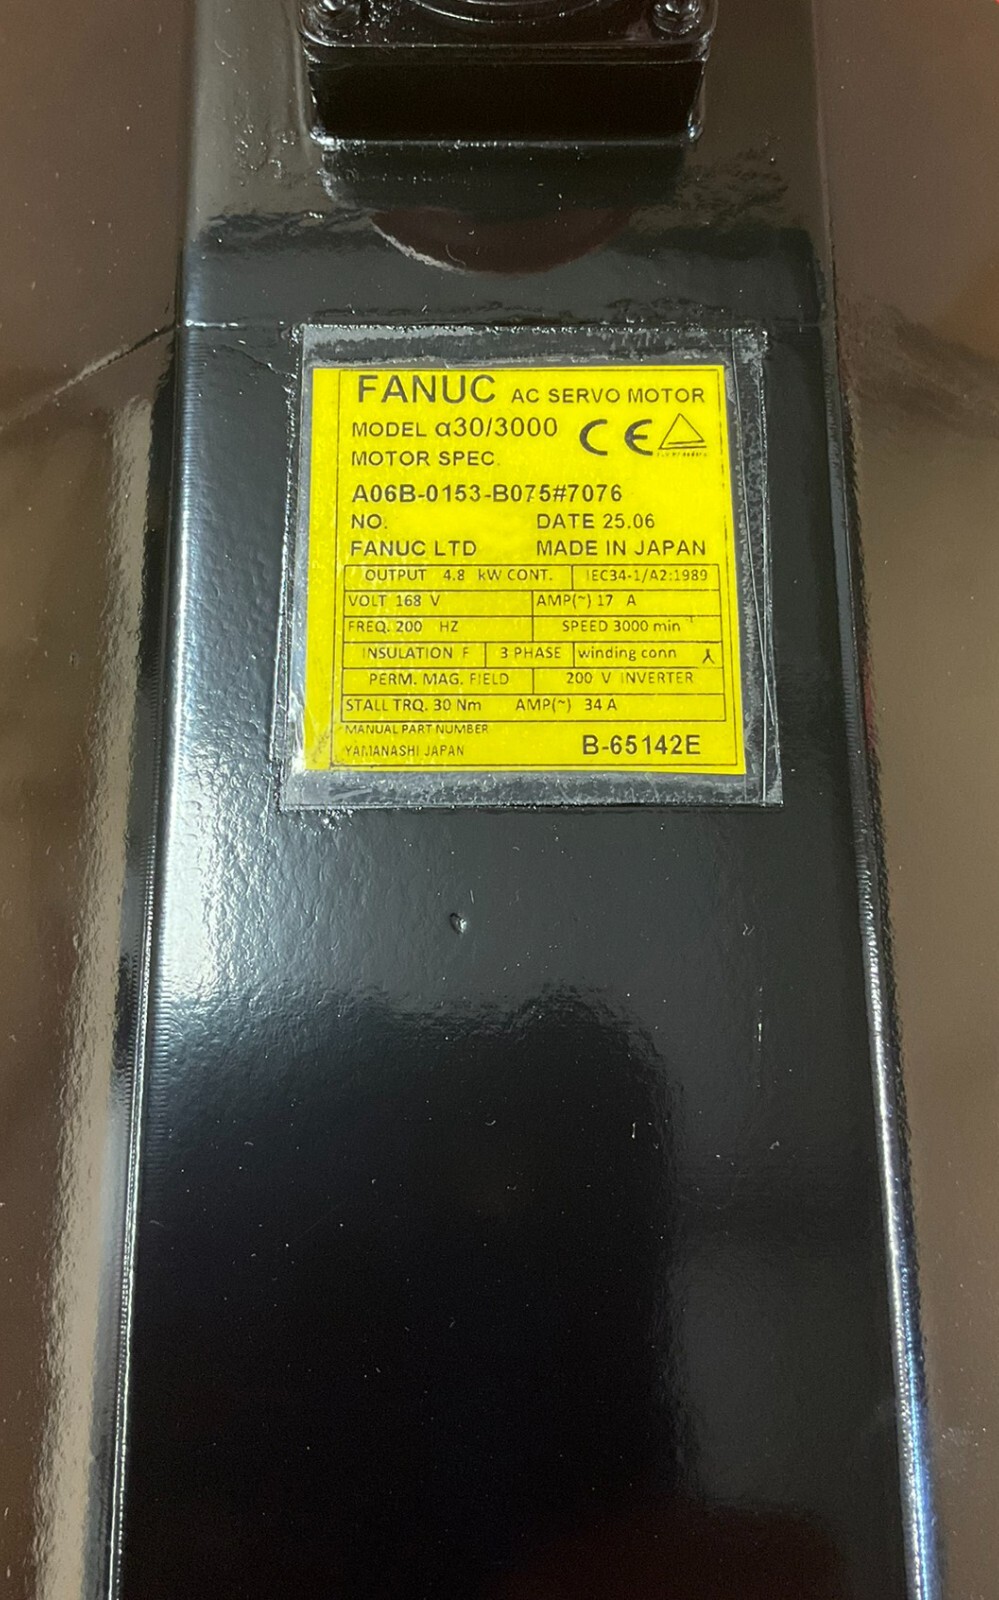 FANUC AC SERVO MOTOR
MODEL α30/3000 CE
MOTOR SPEC.
A06B-0153-B075#7076
NO. DATE 25.06
FANUC LTD MADE IN JAPAN
OUTPUT 4.8 kW CONT. IEC34-1/A2:1989
VOLT 168 V AMP(~) 17 A
FREQ. 200 HZ SPEED 3000 min⁻¹
INSULATION F 3 PHASE winding conn
PERM. MAG. FIELD 200 V INVERTER
STALL TRQ. 30 Nm AMP(~) 34 A
MANUAL PART NUMBER
YAMANASHI JAPAN B-65142E